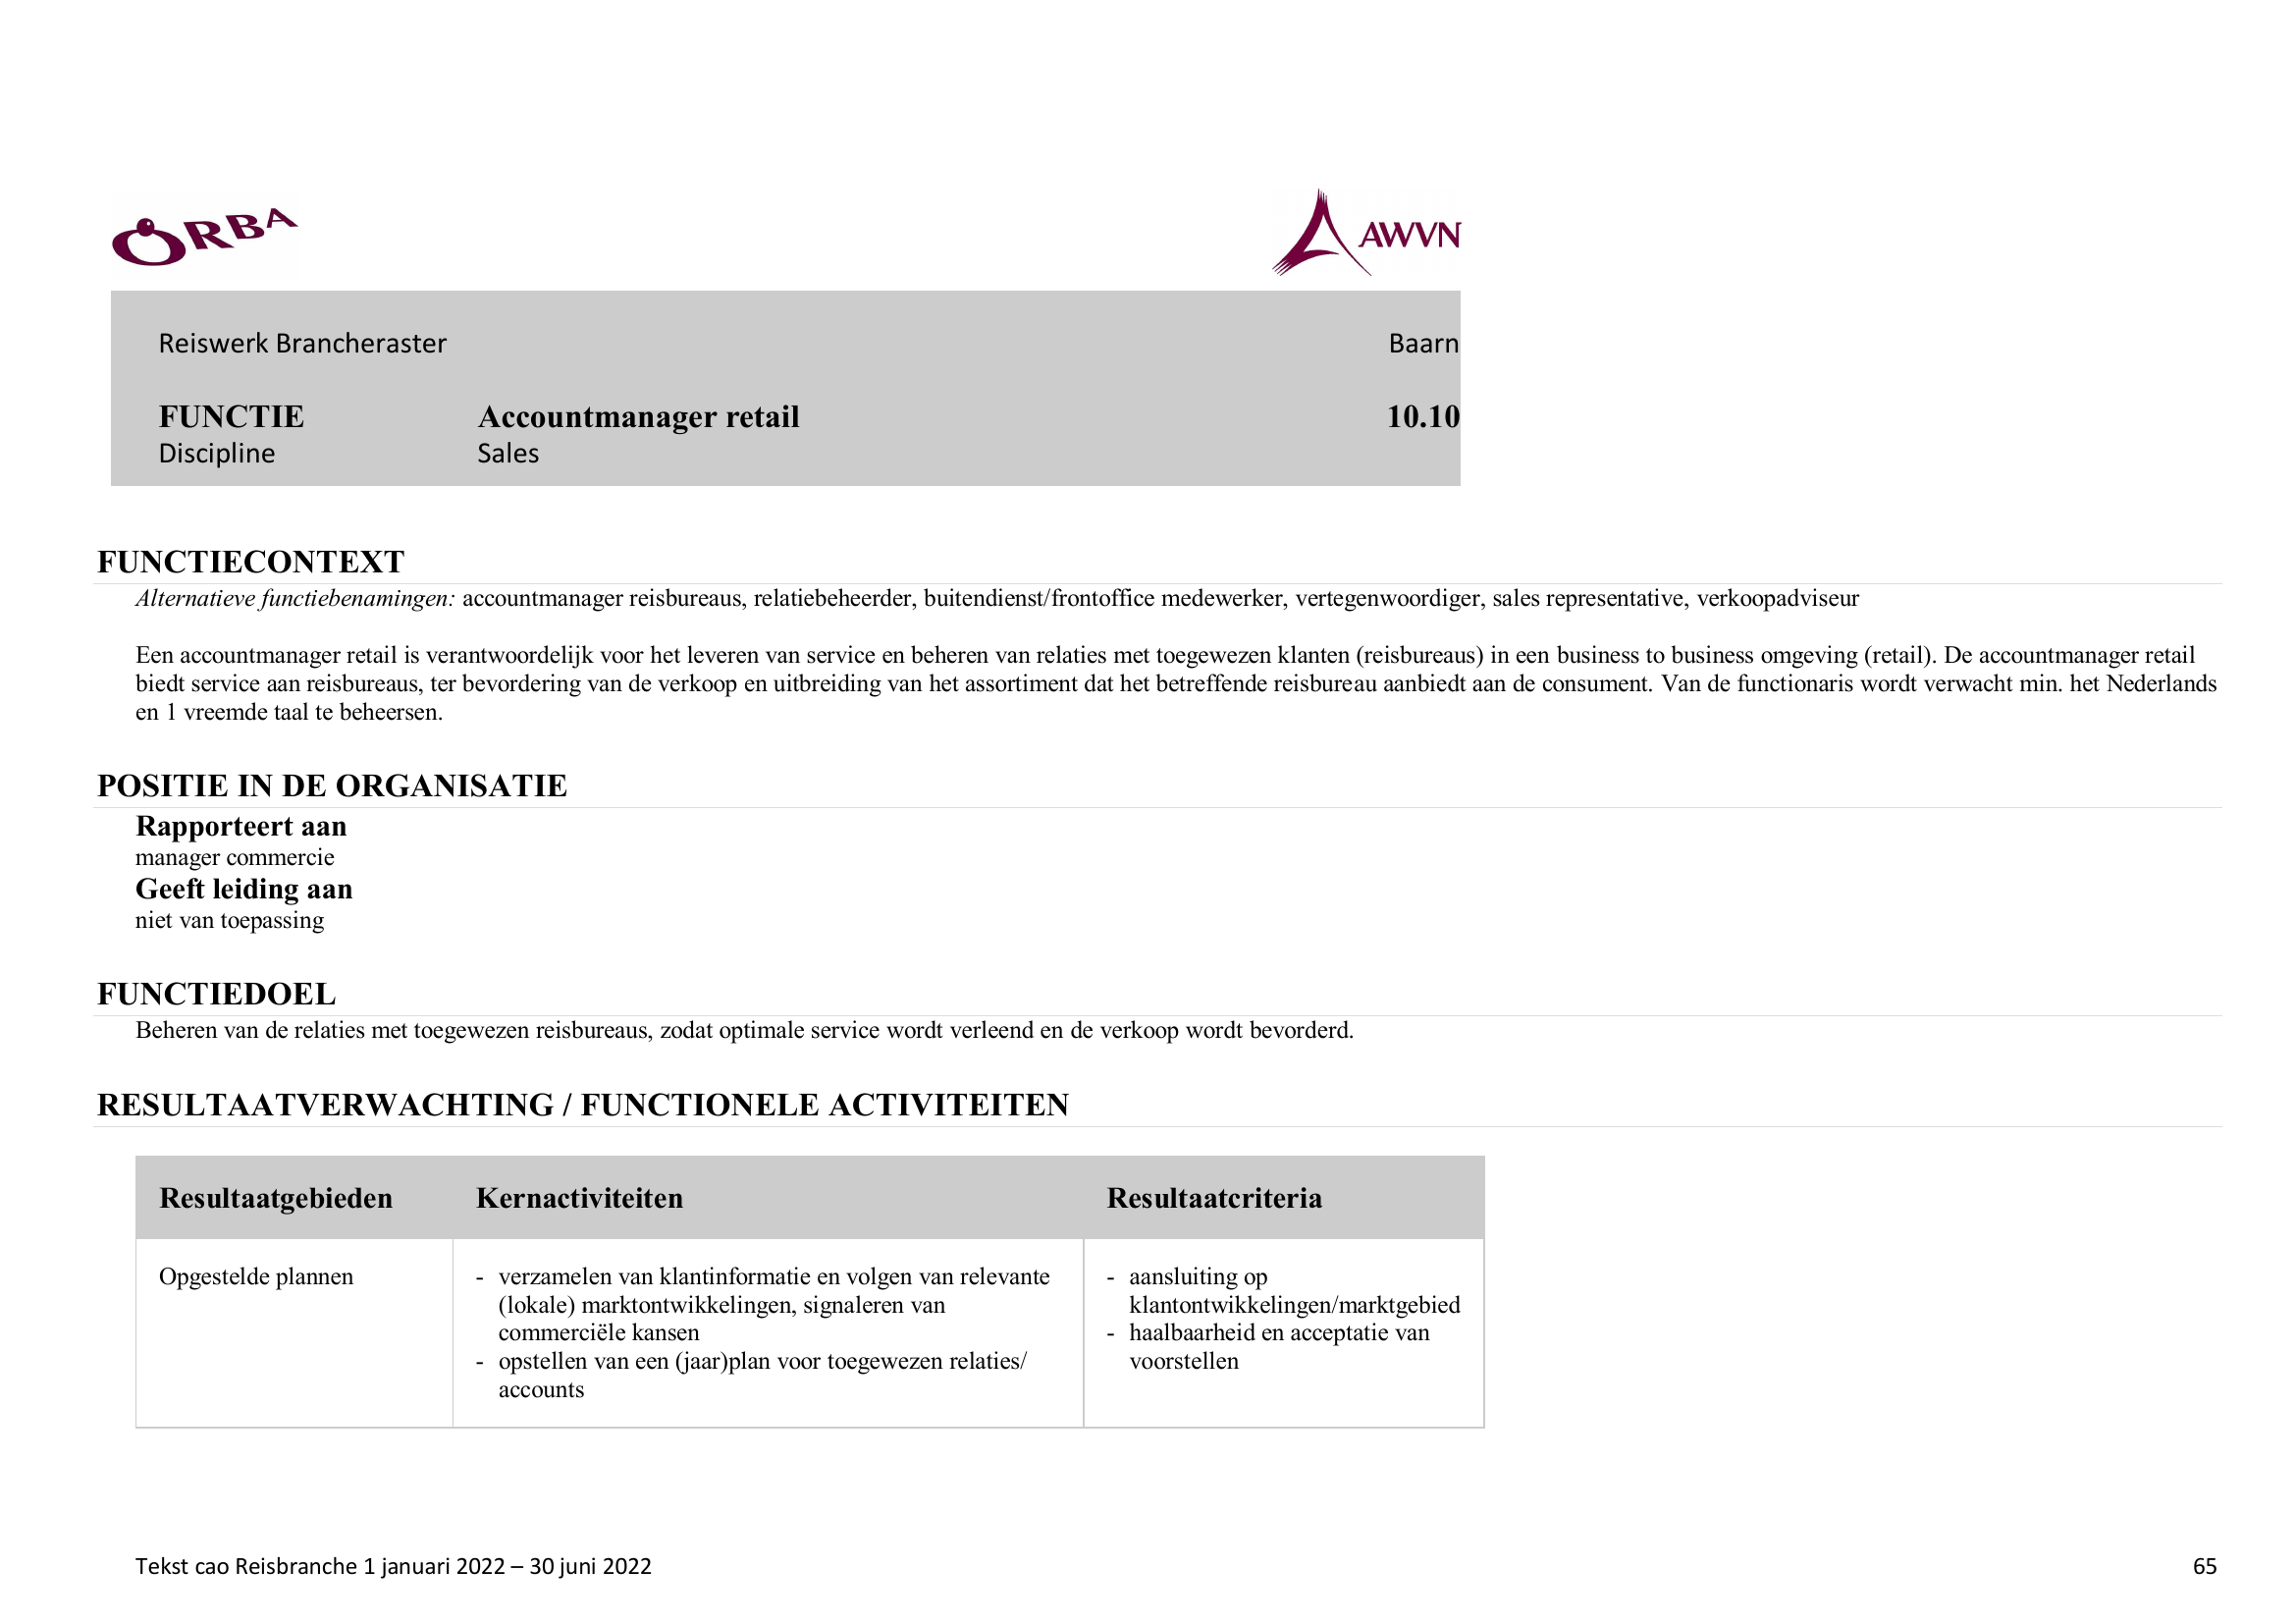 ORBA
AWVN
Reiswerk Brancheraster Baarn
FUNCTIE Accountmanager retail 10.10
Discipline Sales
FUNCTIECONTEXT
Alternatieve functiebenamingen: accountmanager reisbureaus, relatiebeheerder, buitendienst/frontoffice medewerker, vertegenwoordiger, sales representative, verkoopadviseur
Een accountmanager retail is verantwoordelijk voor het leveren van service en beheren van relaties met toegewezen klanten (reisbureaus) in een business to business omgeving (retail). De accountmanager retail
biedt service aan reisbureaus, ter bevordering van de verkoop en uitbreiding van het assortiment dat het betreffende reisbureau aanbiedt aan de consument. Van de functionaris wordt verwacht min. het Nederlands
en 1 vreemde taal te beheersen.
POSITIE IN DE ORGANISATIE
Rapporteert aan
manager commercie
Geeft leiding aan
niet van toepassing
FUNCTIEDOEL
Beheren van de relaties met toegewezen reisbureaus, zodat optimale service wordt verleend en de verkoop wordt bevorderd.
RESULTAATVERWACHTING / FUNCTIONELE ACTIVITEITEN
Resultaatgebieden Kernactiviteiten Resultaatcriteria
Opgestelde plannen
- verzamelen van klantinformatie en volgen van relevante
(lokale) marktontwikkelingen, signaleren van
commerciële kansen
- opstellen van een (jaar)plan voor toegewezen relaties/
accounts
- aansluiting op
klantontwikkelingen/marktgebied
- haalbaarheid en acceptatie van
voorstellen
Tekst cao Reisbranche 1 januari 2022 – 30 juni 2022 65